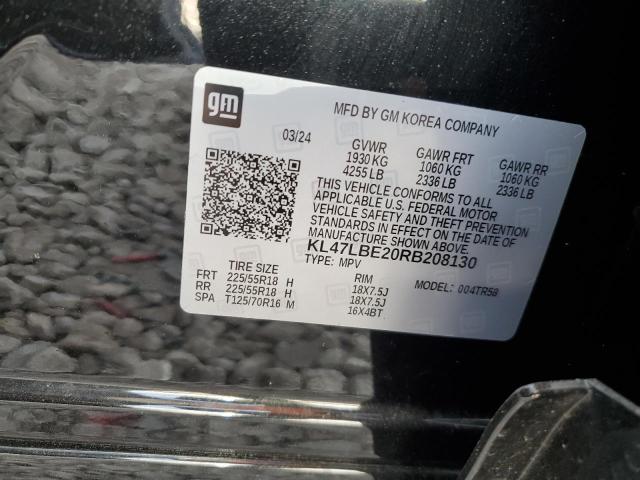 gm
MFD BY GM KOREA COMPANY
03/24
GVWR GAWR FRT GAWR RR
1930 KG 1060 KG 1060 KG
4255 LB 2336 LB 2336 LB
THIS VEHICLE CONFORMS TO ALL
APPLICABLE U.S. FEDERAL MOTOR
VEHICLE SAFETY AND THEFT PREVENTION
STANDARDS IN EFFECT ON THE DATE OF
MANUFACTURE SHOWN ABOVE.
KL47LBE20RB208130
TYPE: MPV MODEL: 004TR58
TIRE SIZE RIM
FRT 225/55R18 H 18X7.5J
RR 225/55R18 H 18X7.5J
SPA T125/70R16 M 16X4BT